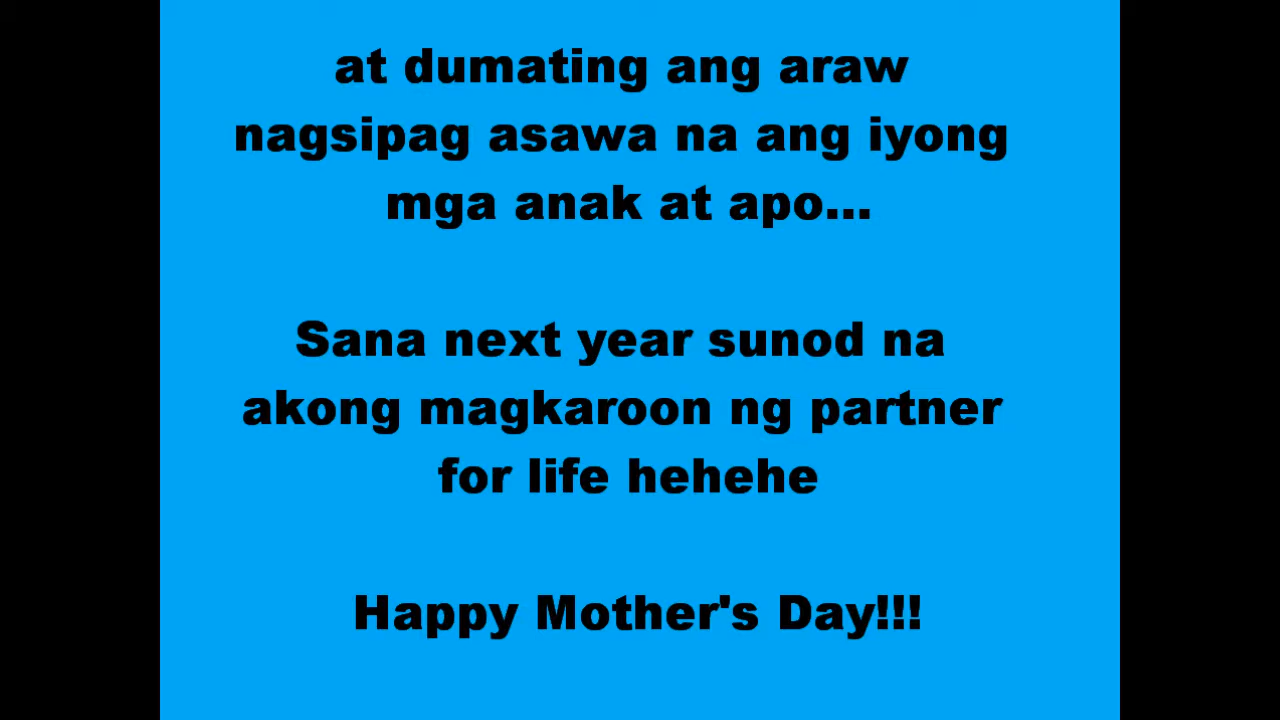 at dumating ang araw
nagsipag asawa na ang iyong
mga anak at apo...
Sana next year sunod na
akong magkaroon ng partner
for life hehehe
Happy Mother's Day!!!